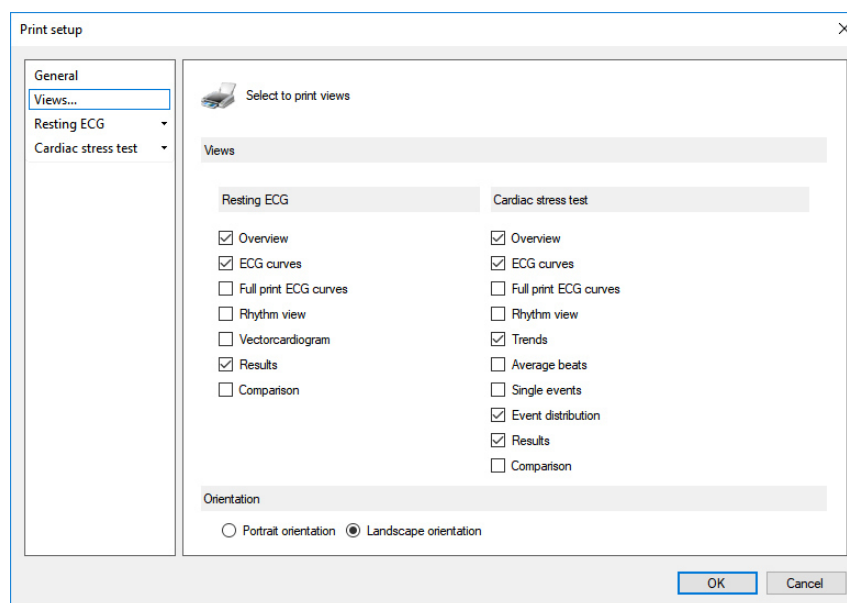 Print setup
General
Views...
Resting ECG
Cardiac stress test
Select to print views
Views
Resting ECG
Overview
ECG curves
Full print ECG curves
Rhythm view
Vectorcardiogram
Results
Comparison
Cardiac stress test
Overview
ECG curves
Full print ECG curves
Rhythm view
Trends
Average beats
Single events
Event distribution
Results
Comparison
Orientation
Portrait orientation Landscape orientation
OK Cancel